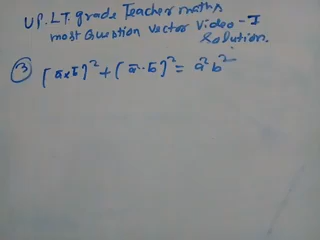 UP. LT. grade Teacher maths
most Question vector Video - I
Solution.
③ [a̅×b̅]² + [a̅·b̅]² = a²b²